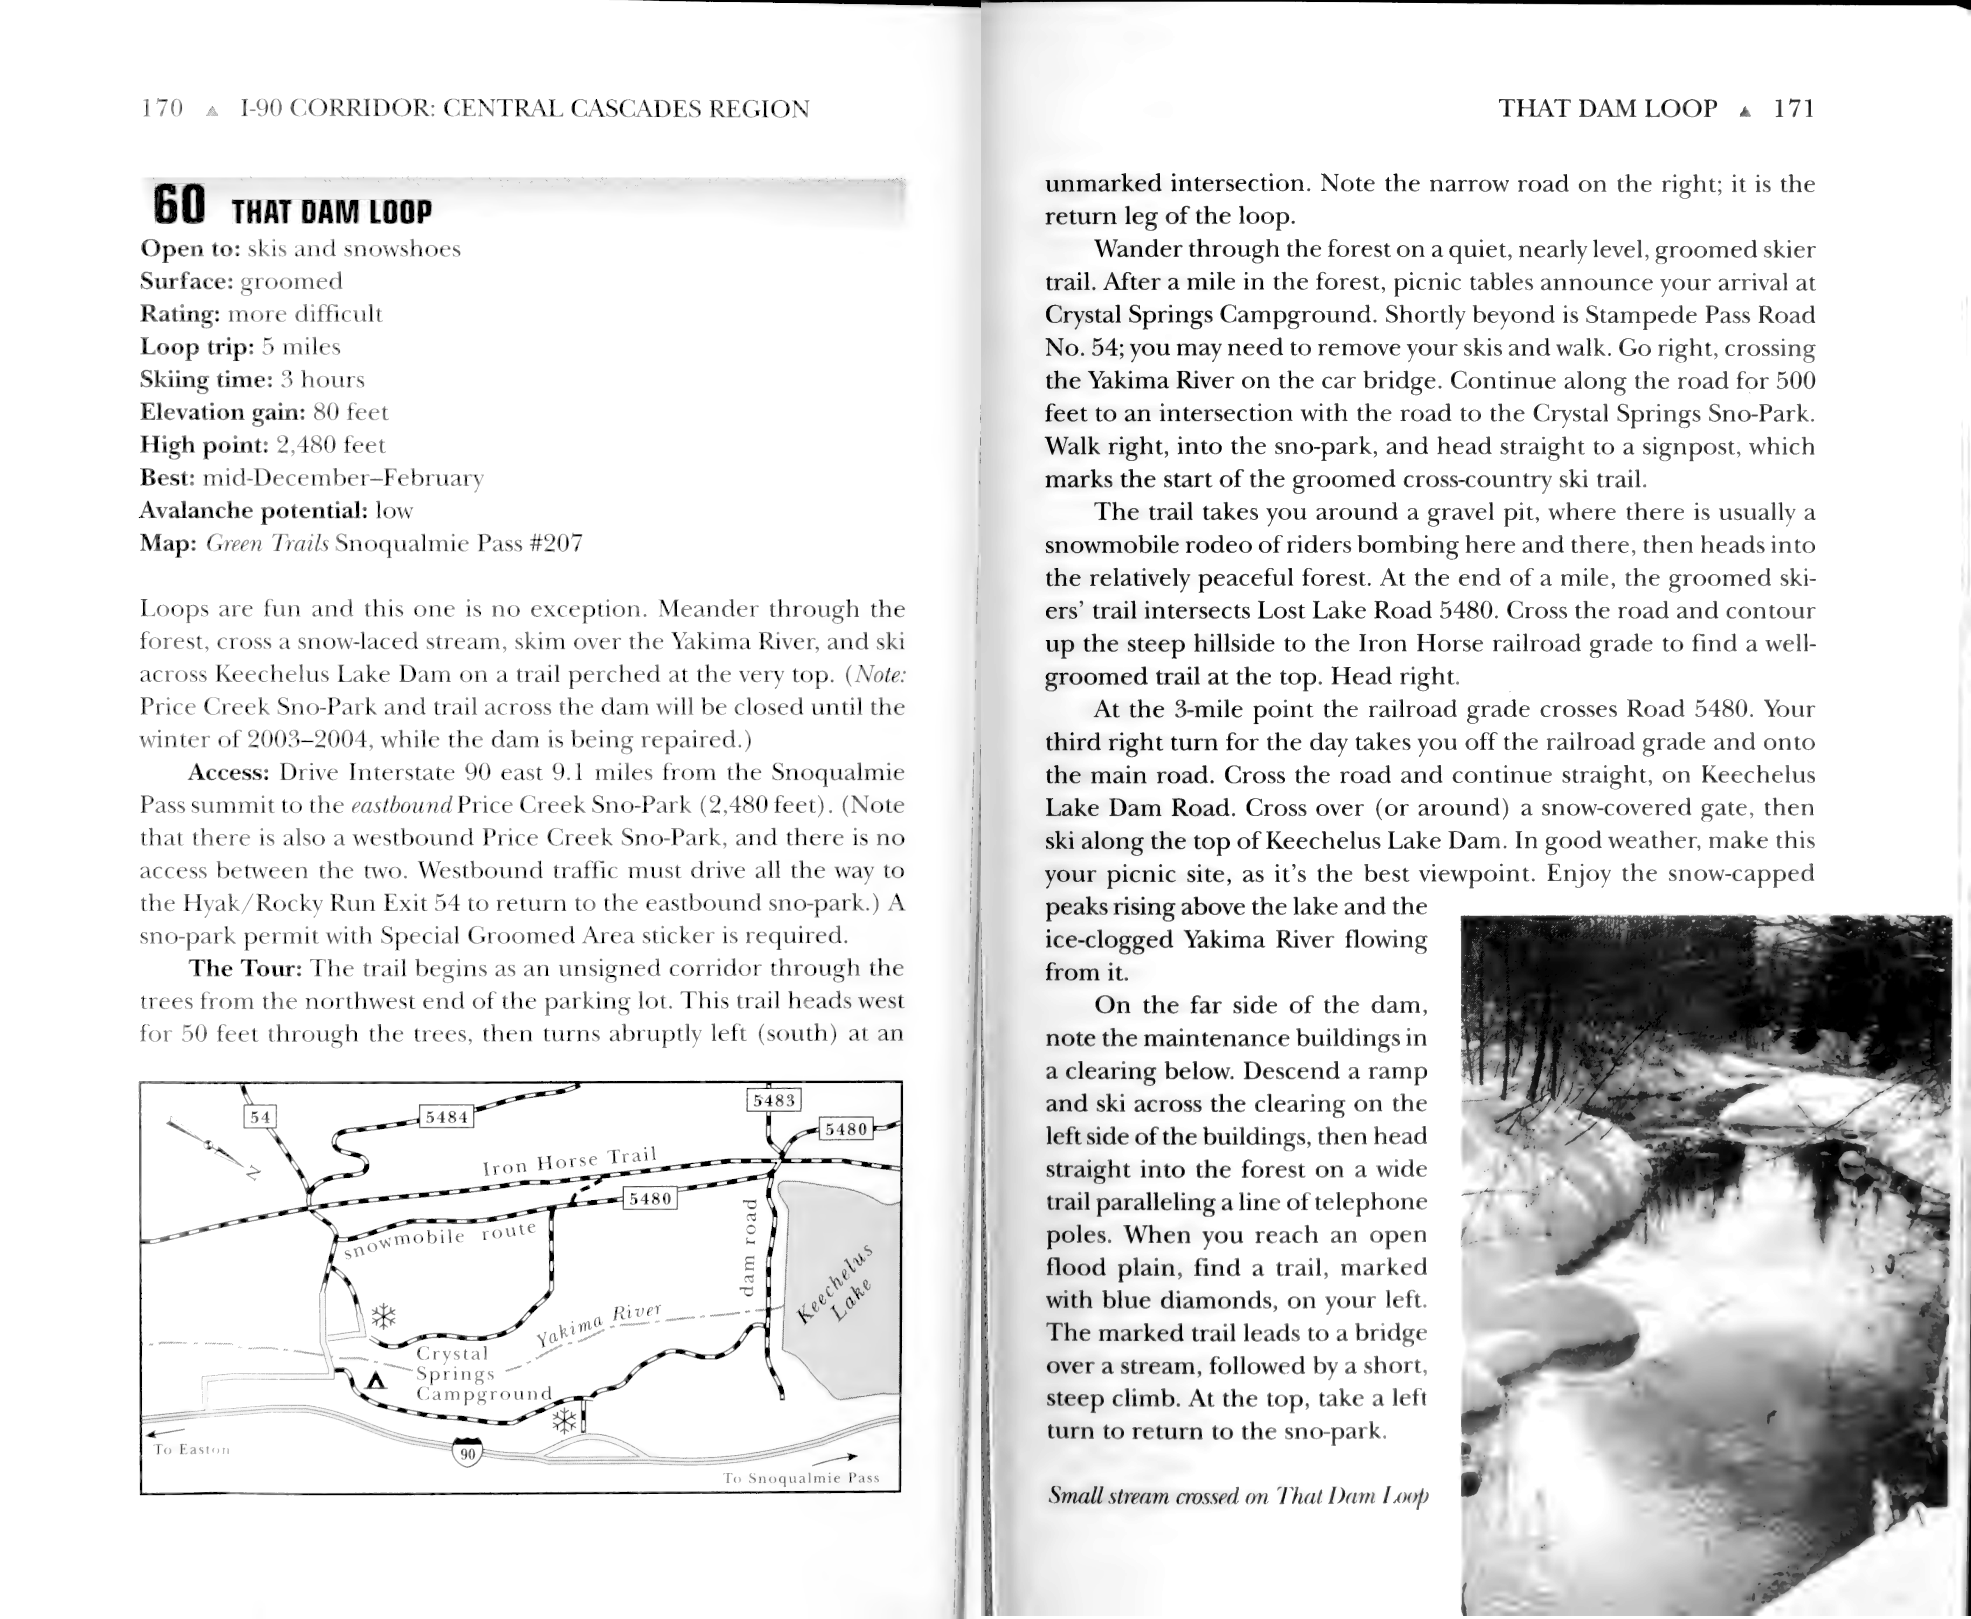 170 ▲ I-90 CORRIDOR: CENTRAL CASCADES REGION
60 THAT DAM LOOP
Open to: skis and snowshoes
Surface: groomed
Rating: more difficult
Loop trip: 5 miles
Skiing time: 3 hours
Elevation gain: 80 feet
High point: 2,480 feet
Best: mid-December–February
Avalanche potential: low
Map: Green Trails Snoqualmie Pass #207
Loops are fun and this one is no exception. Meander through the
forest, cross a snow-laced stream, skim over the Yakima River, and ski
across Keechelus Lake Dam on a trail perched at the very top. (Note:
Price Creek Sno-Park and trail across the dam will be closed until the
winter of 2003–2004, while the dam is being repaired.)
Access: Drive Interstate 90 east 9.1 miles from the Snoqualmie
Pass summit to the eastbound Price Creek Sno-Park (2,480 feet). (Note
that there is also a westbound Price Creek Sno-Park, and there is no
access between the two. Westbound traffic must drive all the way to
the Hyak/Rocky Run Exit 54 to return to the eastbound sno-park.) A
sno-park permit with Special Groomed Area sticker is required.
The Tour: The trail begins as an unsigned corridor through the
trees from the northwest end of the parking lot. This trail heads west
for 50 feet through the trees, then turns abruptly left (south) at an
54
5484
5483
5480
N
Iron Horse Trail
5480
snowmobile route
dam road
Keechelus
Lake
Yakima River
Crystal
Springs
Campground
To Easton
90
To Snoqualmie Pass
THAT DAM LOOP ▲ 171
unmarked intersection. Note the narrow road on the right; it is the
return leg of the loop.
Wander through the forest on a quiet, nearly level, groomed skier
trail. After a mile in the forest, picnic tables announce your arrival at
Crystal Springs Campground. Shortly beyond is Stampede Pass Road
No. 54; you may need to remove your skis and walk. Go right, crossing
the Yakima River on the car bridge. Continue along the road for 500
feet to an intersection with the road to the Crystal Springs Sno-Park.
Walk right, into the sno-park, and head straight to a signpost, which
marks the start of the groomed cross-country ski trail.
The trail takes you around a gravel pit, where there is usually a
snowmobile rodeo of riders bombing here and there, then heads into
the relatively peaceful forest. At the end of a mile, the groomed ski-
ers' trail intersects Lost Lake Road 5480. Cross the road and contour
up the steep hillside to the Iron Horse railroad grade to find a well-
groomed trail at the top. Head right.
At the 3-mile point the railroad grade crosses Road 5480. Your
third right turn for the day takes you off the railroad grade and onto
the main road. Cross the road and continue straight, on Keechelus
Lake Dam Road. Cross over (or around) a snow-covered gate, then
ski along the top of Keechelus Lake Dam. In good weather, make this
your picnic site, as it's the best viewpoint. Enjoy the snow-capped
peaks rising above the lake and the
ice-clogged Yakima River flowing
from it.
On the far side of the dam,
note the maintenance buildings in
a clearing below. Descend a ramp
and ski across the clearing on the
left side of the buildings, then head
straight into the forest on a wide
trail paralleling a line of telephone
poles. When you reach an open
flood plain, find a trail, marked
with blue diamonds, on your left.
The marked trail leads to a bridge
over a stream, followed by a short,
steep climb. At the top, take a left
turn to return to the sno-park.
Small stream crossed on That Dam Loop